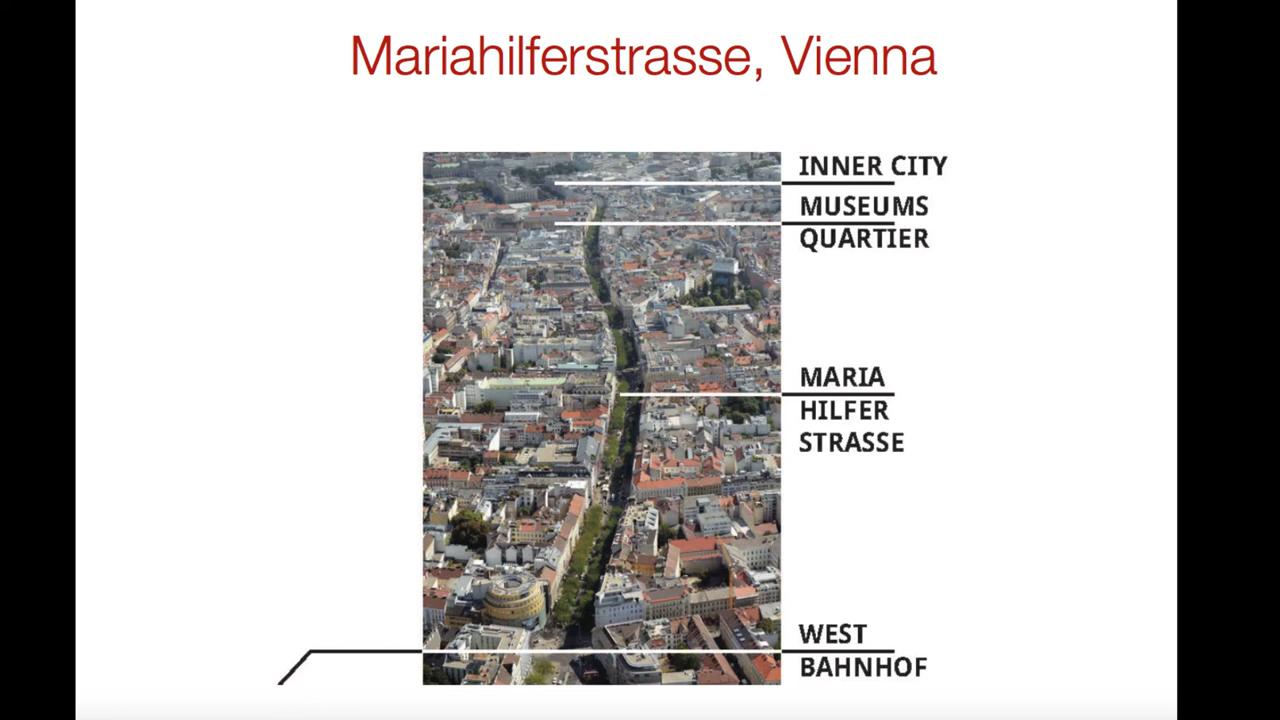 Mariahilferstrasse, Vienna
INNER CITY
MUSEUMS
QUARTIER
MARIA
HILFER
STRASSE
WEST
BAHNHOF